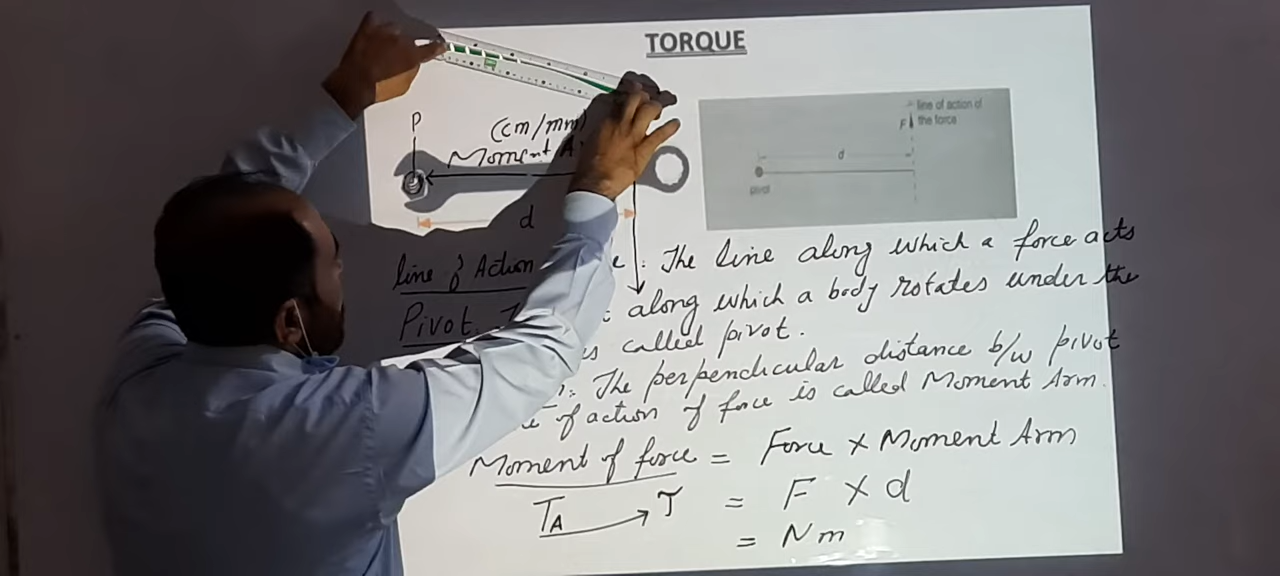 TORQUE
P
(cm/mm)
Moment
d
line of action of
F the force
d
pivot
line of Action : The line along which a force acts
Pivot. : along which a body rotates under the
is called pivot.
: The perpendicular distance b/w pivot
of action of force is called Moment Arm.
Moment of force = Force × Moment Arm
TA T = F × d
= Nm